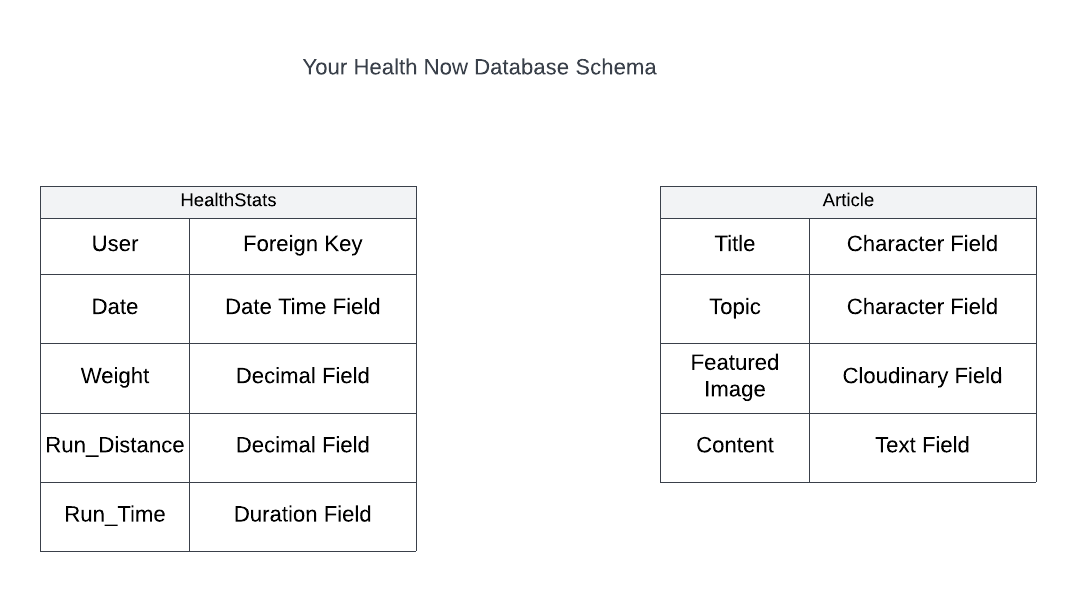 Your Health Now Database Schema
HealthStats
User Foreign Key
Date Date Time Field
Weight Decimal Field
Run_Distance Decimal Field
Run_Time Duration Field
Article
Title Character Field
Topic Character Field
Featured
Image Cloudinary Field
Content Text Field